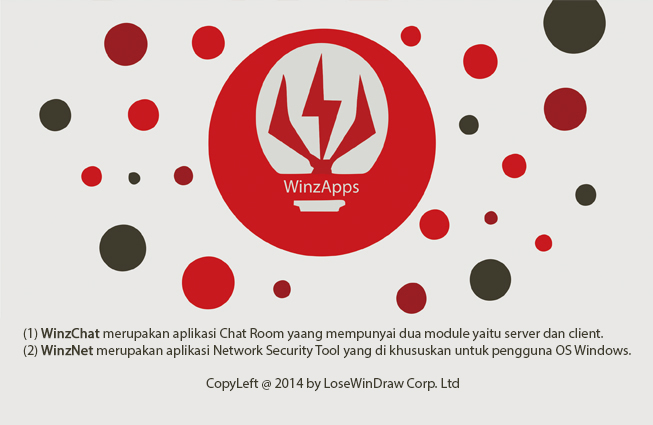 WinzApps
(1) WinzChat merupakan aplikasi Chat Room yaang mempunyai dua module yaitu server dan client.
(2) WinzNet merupakan aplikasi Network Security Tool yang di khususkan untuk pengguna OS Windows.
CopyLeft @ 2014 by LoseWinDraw Corp. Ltd